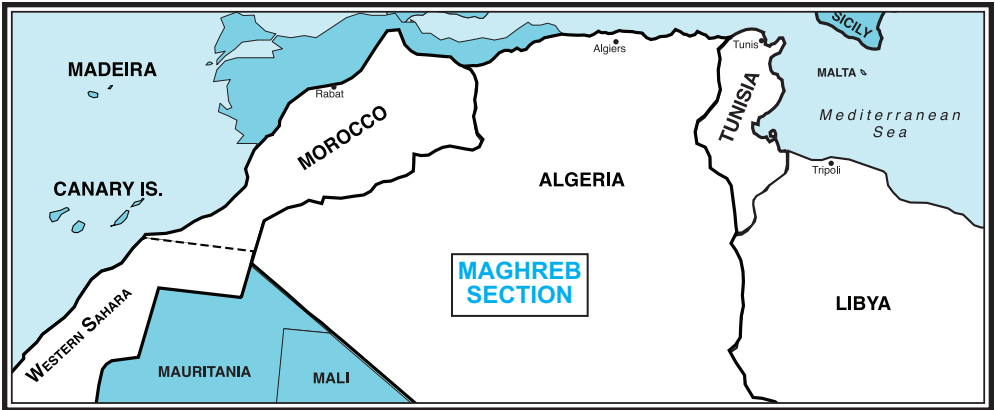 SICILY
Tunis
Algiers
MADEIRA
MALTA
Rabat
TUNISIA
Mediterranean
Sea
MOROCCO
Tripoli
ALGERIA
CANARY IS.
MAGHREB
SECTION
LIBYA
WESTERN SAHARA
MAURITANIA
MALI